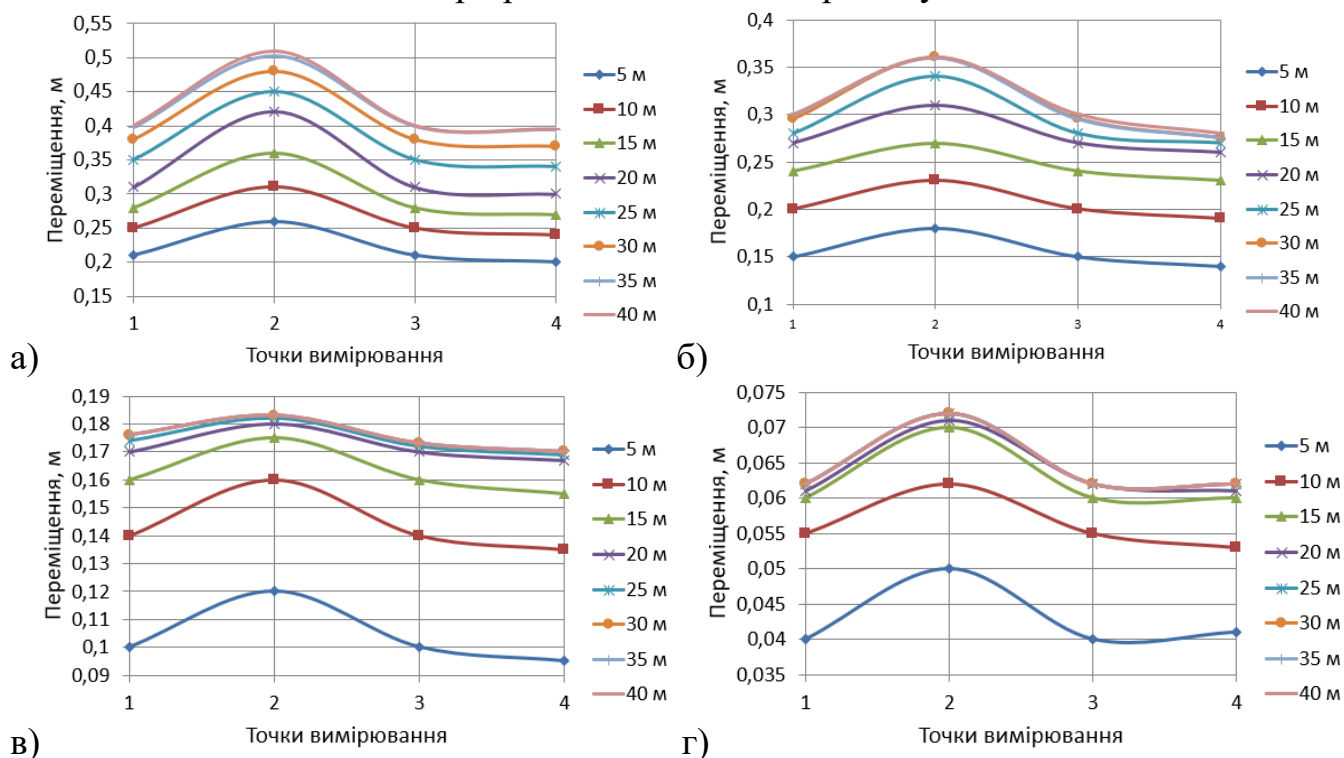 Переміщення, м
0,55
0,5
0,45
0,4
0,35
0,3
0,25
0,2
0,15
1 2 3 4
Точки вимірювання
5 м
10 м
15 м
20 м
25 м
30 м
35 м
40 м
а)
Переміщення, м
0,4
0,35
0,3
0,25
0,2
0,15
0,1
1 2 3 4
Точки вимірювання
5 м
10 м
15 м
20 м
25 м
30 м
35 м
40 м
б)
Переміщення, м
0,19
0,18
0,17
0,16
0,15
0,14
0,13
0,12
0,11
0,1
0,09
1 2 3 4
Точки вимірювання
5 м
10 м
15 м
20 м
25 м
30 м
35 м
40 м
в)
Переміщення, м
0,075
0,07
0,065
0,06
0,055
0,05
0,045
0,04
0,035
1 2 3 4
Точки вимірювання
5 м
10 м
15 м
20 м
25 м
30 м
35 м
40 м
г)